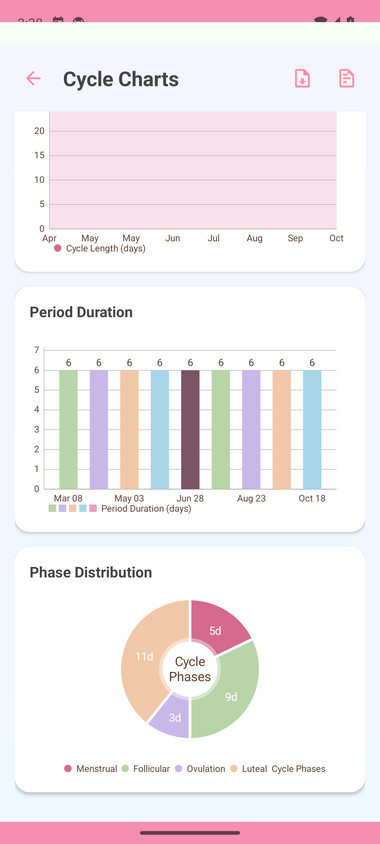 Cycle Charts
20
15
10
5
0
Apr May May Jun Jul Aug Sep Oct
Cycle Length (days)
Period Duration
7
6 6 6 6 6 6 6 6 6
6
5
4
3
2
1
0
Mar 08 May 03 Jun 28 Aug 23 Oct 18
Period Duration (days)
Phase Distribution
5d
11d
Cycle
Phases
9d
3d
Menstrual Follicular Ovulation Luteal Cycle Phases